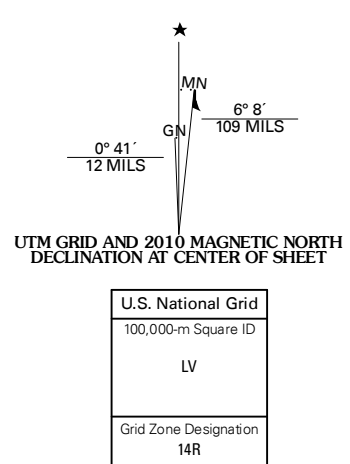 ★
MN
GN
6° 8´
109 MILS
0° 41´
12 MILS
UTM GRID AND 2010 MAGNETIC NORTH
DECLINATION AT CENTER OF SHEET
U.S. National Grid
100,000-m Square ID
LV
Grid Zone Designation
14R